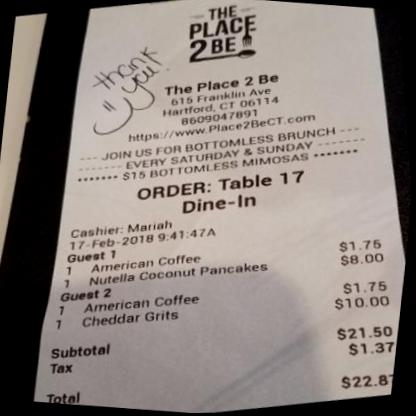 THE
PLACE
2 BE
thank
you!
The Place 2 Be
615 Franklin Ave
Hartford, CT 06114
8609047891
https://www.Place2BeCT.com
--- JOIN US FOR BOTTOMLESS BRUNCH ---
------- EVERY SATURDAY & SUNDAY -------
******* $15 BOTTOMLESS MIMOSAS *******
ORDER: Table 17
Dine-In
Cashier: Mariah
17-Feb-2018 9:41:47A
Guest 1
1 American Coffee $1.75
1 Nutella Coconut Pancakes $8.00
Guest 2
1 American Coffee $1.75
1 Cheddar Grits $10.00
Subtotal $21.50
Tax $1.37
Total $22.87